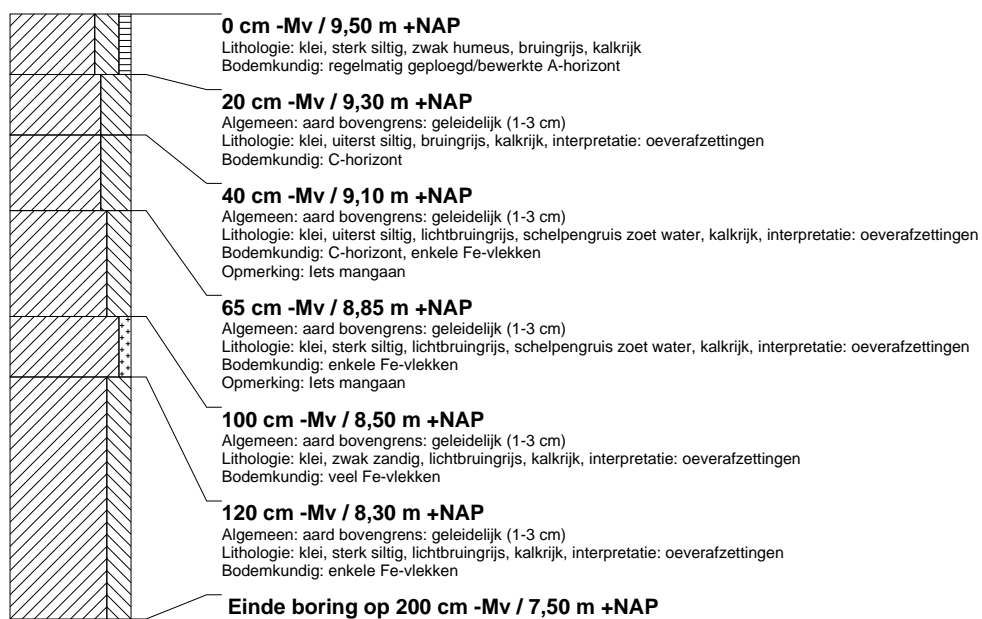 0 cm -Mv / 9,50 m +NAP
Lithologie: klei, sterk siltig, zwak humeus, bruingrijs, kalkrijk
Bodemkundig: regelmatig geploegd/bewerkte A-horizont
20 cm -Mv / 9,30 m +NAP
Algemeen: aard bovengrens: geleidelijk (1-3 cm)
Lithologie: klei, uiterst siltig, bruingrijs, kalkrijk, interpretatie: oeverafzettingen
Bodemkundig: C-horizont
40 cm -Mv / 9,10 m +NAP
Algemeen: aard bovengrens: geleidelijk (1-3 cm)
Lithologie: klei, uiterst siltig, lichtbruingrijs, schelpengruis zoet water, kalkrijk, interpretatie: oeverafzettingen
Bodemkundig: C-horizont, enkele Fe-vlekken
Opmerking: Iets mangaan
65 cm -Mv / 8,85 m +NAP
Algemeen: aard bovengrens: geleidelijk (1-3 cm)
Lithologie: klei, sterk siltig, lichtbruingrijs, schelpengruis zoet water, kalkrijk, interpretatie: oeverafzettingen
Bodemkundig: enkele Fe-vlekken
Opmerking: Iets mangaan
100 cm -Mv / 8,50 m +NAP
Algemeen: aard bovengrens: geleidelijk (1-3 cm)
Lithologie: klei, zwak zandig, lichtbruingrijs, kalkrijk, interpretatie: oeverafzettingen
Bodemkundig: veel Fe-vlekken
120 cm -Mv / 8,30 m +NAP
Algemeen: aard bovengrens: geleidelijk (1-3 cm)
Lithologie: klei, sterk siltig, lichtbruingrijs, kalkrijk, interpretatie: oeverafzettingen
Bodemkundig: enkele Fe-vlekken
Einde boring op 200 cm -Mv / 7,50 m +NAP